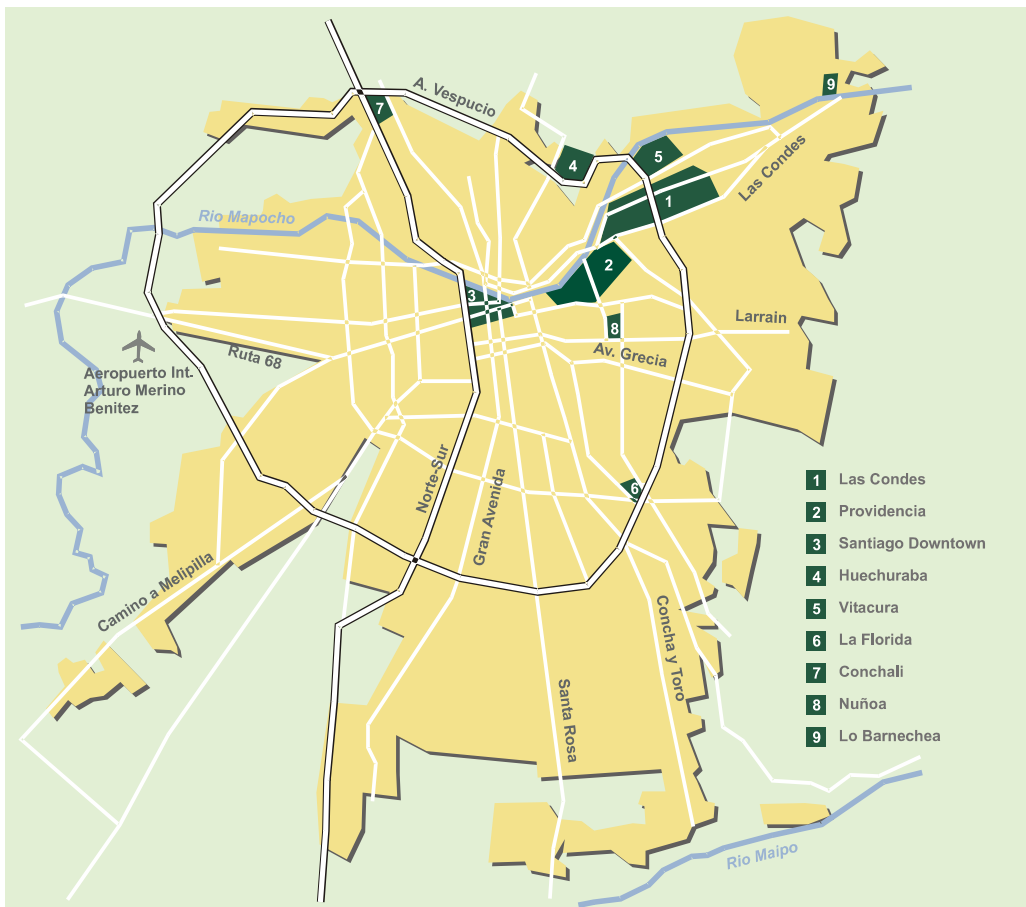 9
7
A. Vespucio
4
5
Las Condes
1
Rio Mapocho
2
3
8
Larrain
Av. Grecia
Ruta 68
Aeropuerto Int.
Arturo Merino
Benitez
Norte-Sur
Gran Avenida
6
Camino a Melipilla
Concha y Toro
Santa Rosa
Rio Maipo
1 Las Condes
2 Providencia
3 Santiago Downtown
4 Huechuraba
5 Vitacura
6 La Florida
7 Conchali
8 Nuñoa
9 Lo Barnechea